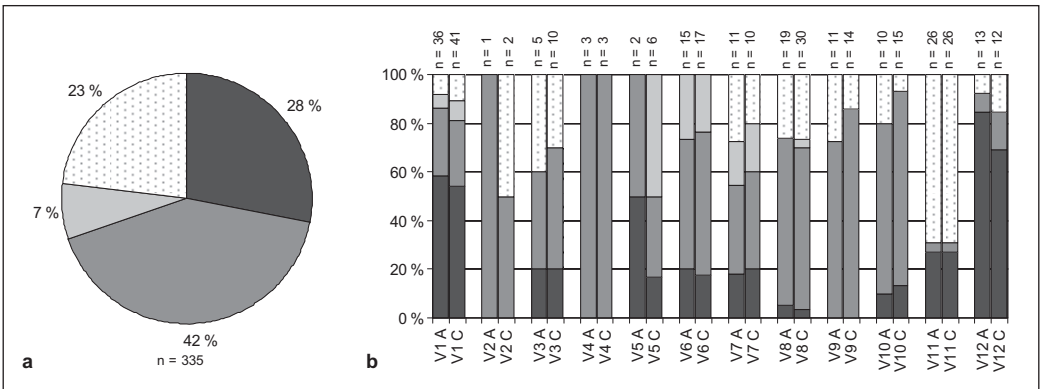 23 %
28 %
7 %
42 %
n = 335
a
n = 36
n = 41
n = 1
n = 2
n = 5
n = 10
n = 3
n = 3
n = 2
n = 6
n = 15
n = 17
n = 11
n = 10
n = 19
n = 30
n = 11
n = 14
n = 10
n = 15
n = 26
n = 26
n = 13
n = 12
100 %
80 %
60 %
40 %
20 %
0 %
V1 A
V1 C
V2 A
V2 C
V3 A
V3 C
V4 A
V4 C
V5 A
V5 C
V6 A
V6 C
V7 A
V7 C
V8 A
V8 C
V9 A
V9 C
V10 A
V10 C
V11 A
V11 C
V12 A
V12 C
b